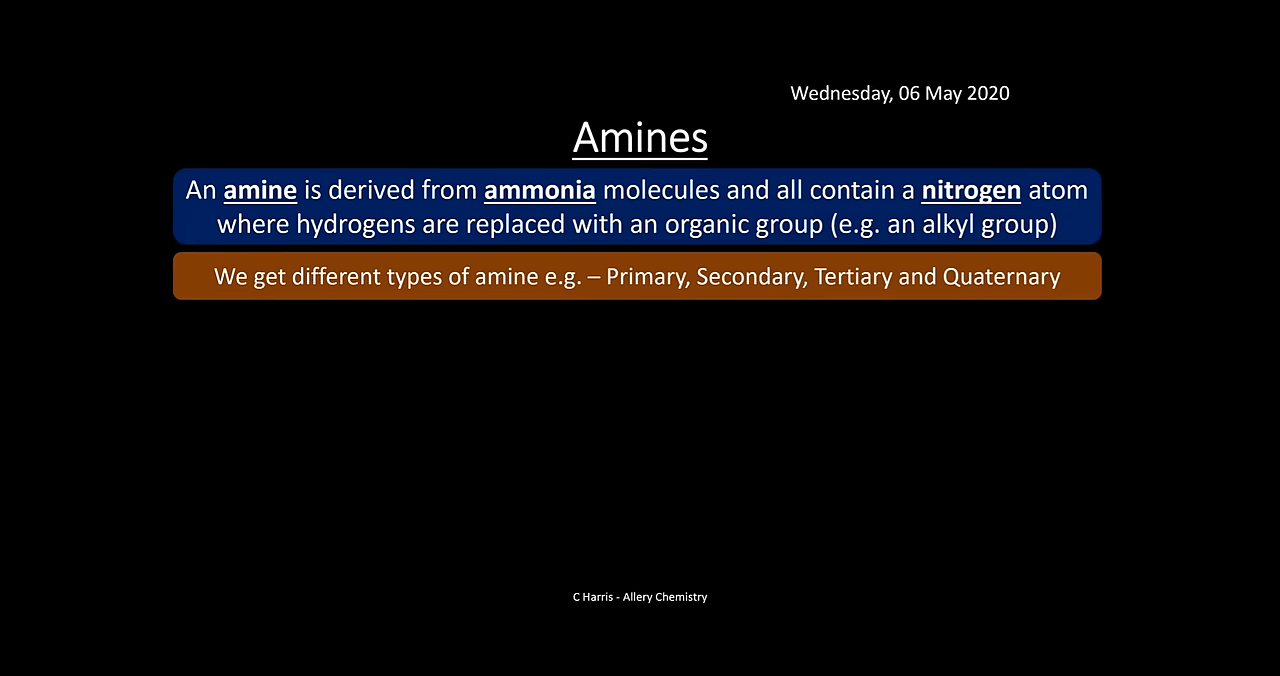 Wednesday, 06 May 2020
Amines
An amine is derived from ammonia molecules and all contain a nitrogen atom
where hydrogens are replaced with an organic group (e.g. an alkyl group)
We get different types of amine e.g. – Primary, Secondary, Tertiary and Quaternary
C Harris - Allery Chemistry